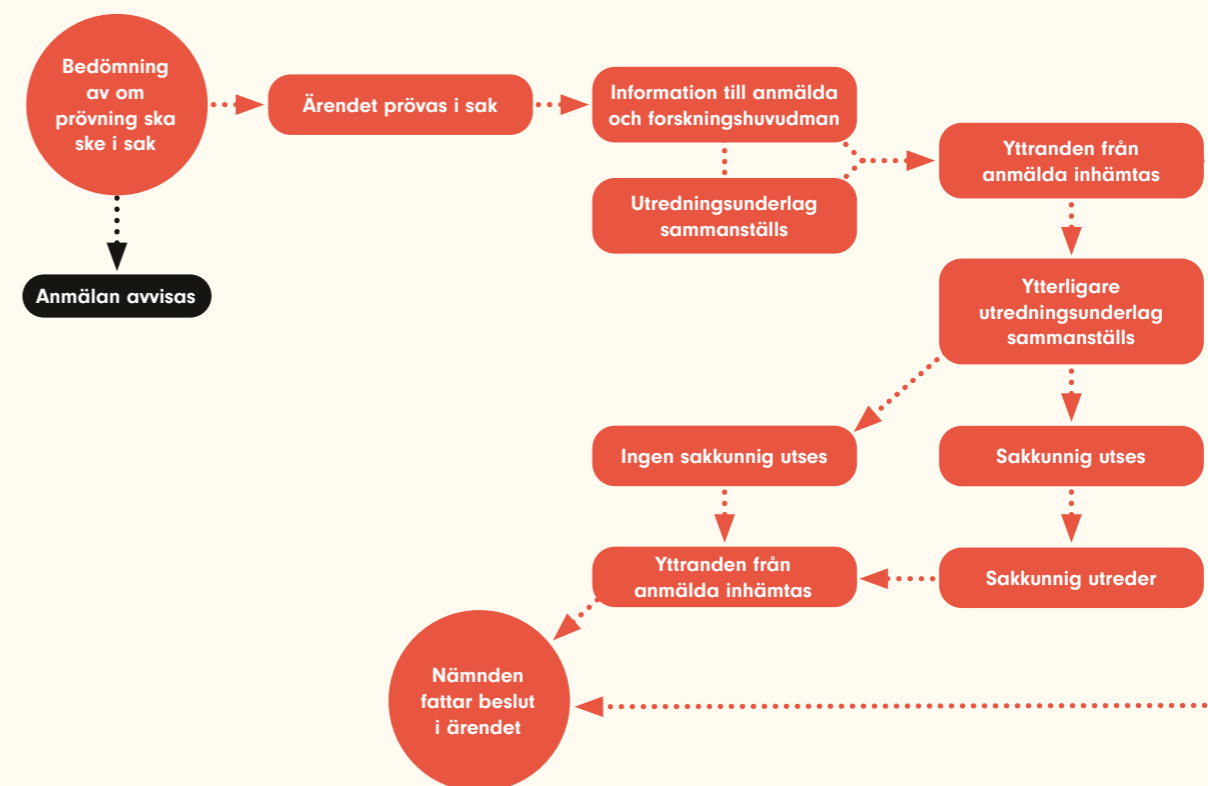 Bedömning
av om
prövning ska
ske i sak
Ärendet prövas i sak
Information till anmälda
och forskningshuvudman
Utredningsunderlag
sammanställs
Yttranden från
anmälda inhämtas
Anmälan avvisas
Ytterligare
utredningsunderlag
sammanställs
Ingen sakkunnig utses
Sakkunnig utses
Yttranden från
anmälda inhämtas
Sakkunnig utreder
Nämnden
fattar beslut
i ärendet